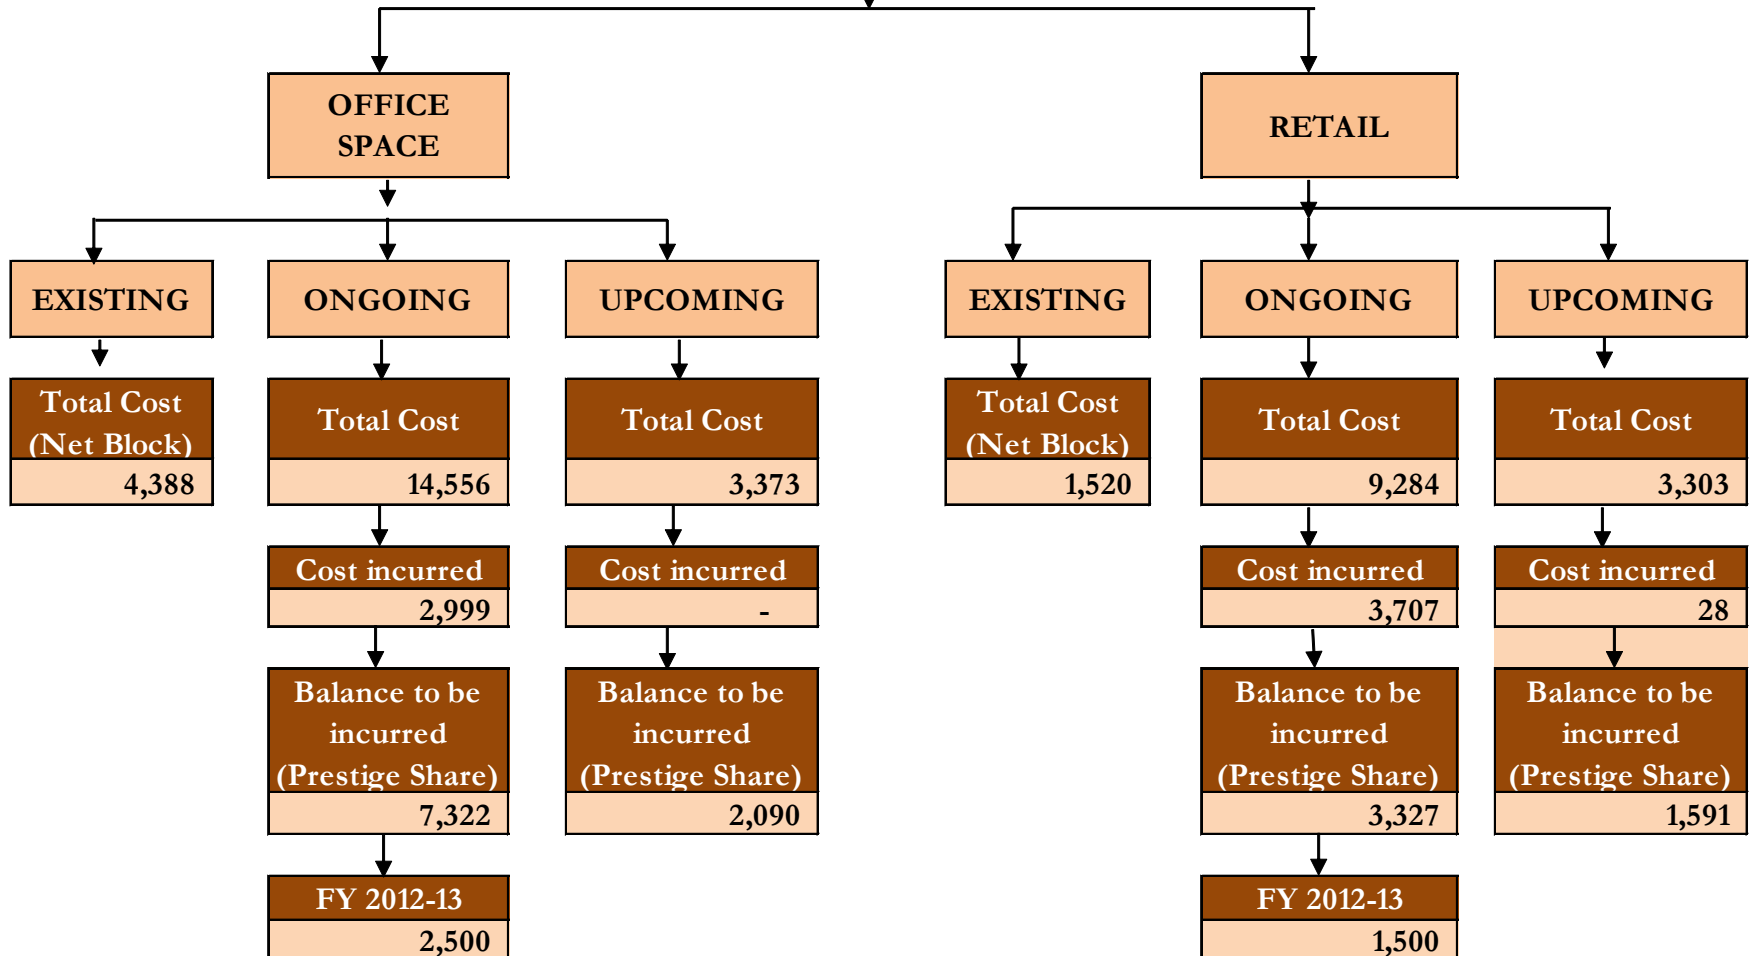 OFFICE
SPACE
RETAIL
EXISTING
ONGOING
UPCOMING
EXISTING
ONGOING
UPCOMING
Total Cost
(Net Block)
4,388
Total Cost
14,556
Total Cost
3,373
Total Cost
(Net Block)
1,520
Total Cost
9,284
Total Cost
3,303
Cost incurred
2,999
Cost incurred
-
Cost incurred
3,707
Cost incurred
28
Balance to be
incurred
(Prestige Share)
7,322
Balance to be
incurred
(Prestige Share)
2,090
Balance to be
incurred
(Prestige Share)
3,327
Balance to be
incurred
(Prestige Share)
1,591
FY 2012-13
2,500
FY 2012-13
1,500